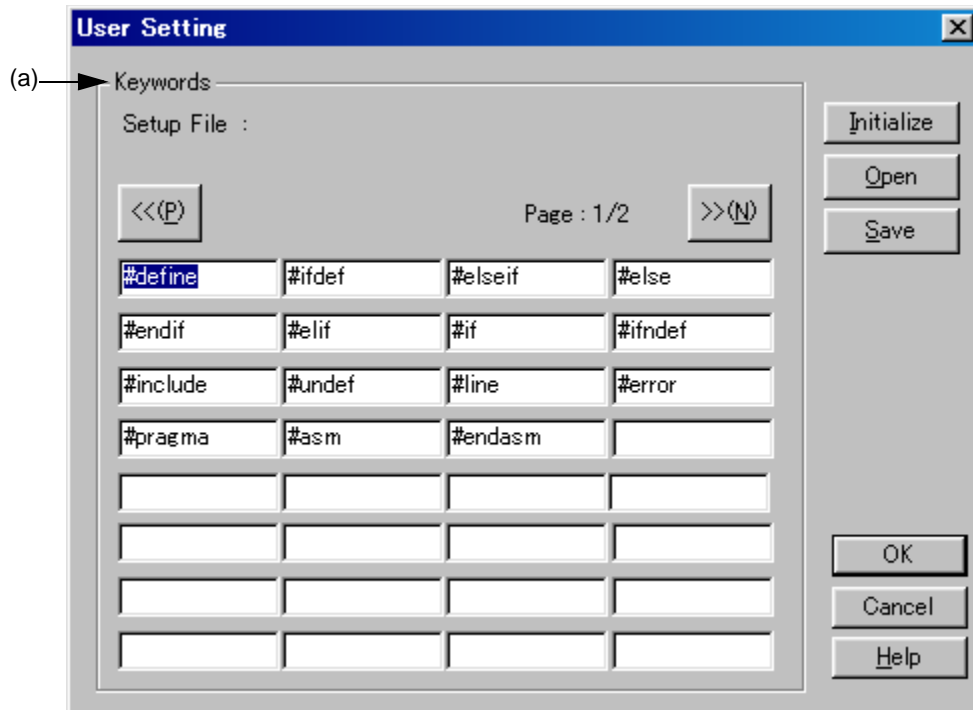 User Setting
(a)
Keywords
Setup File :
Initialize
Open
Save
<<(P)
Page : 1/2
>>(N)
#define #ifdef #elseif #else
#endif #elif #if #ifndef
#include #undef #line #error
#pragma #asm #endasm
OK
Cancel
Help